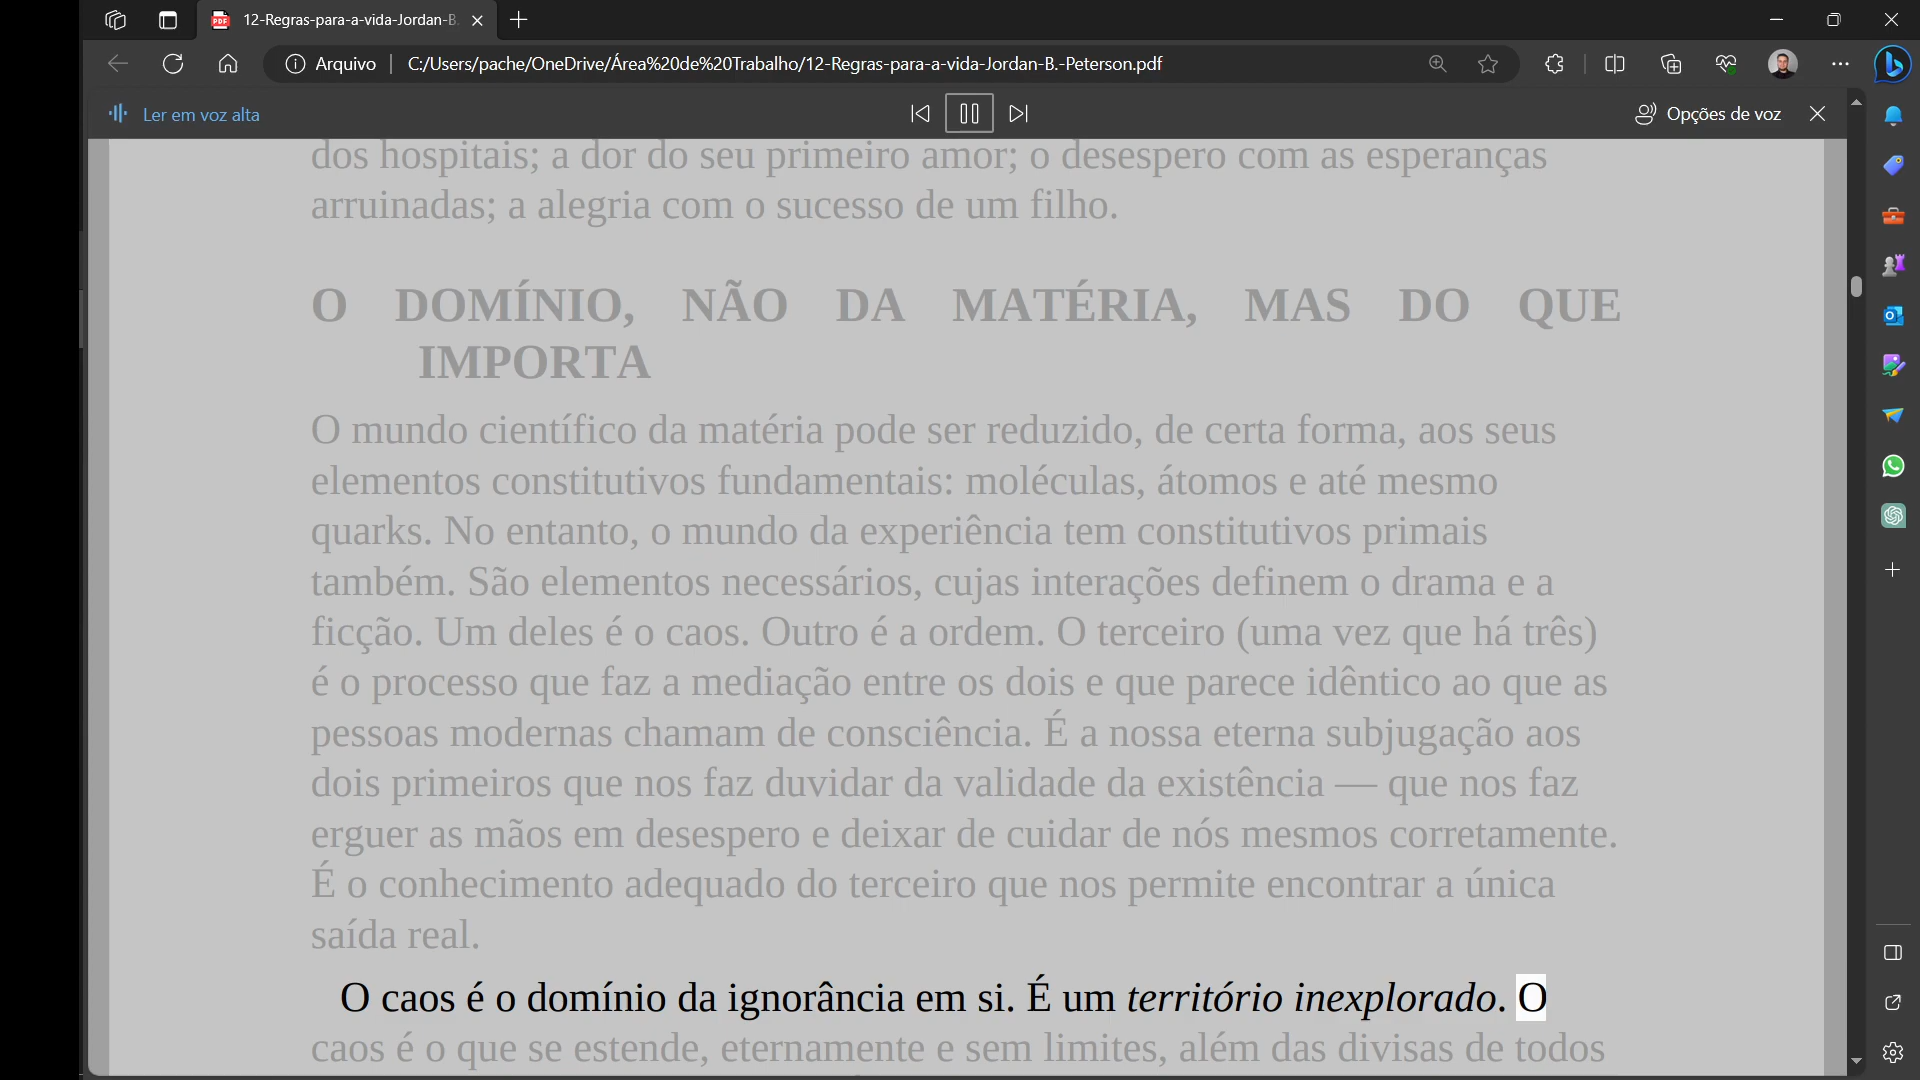 12-Regras-para-a-vida-Jordan-B.
Arquivo
C:/Users/pache/OneDrive/Área%20de%20Trabalho/12-Regras-para-a-vida-Jordan-B.-Peterson.pdf
Ler em voz alta
Opções de voz
dos hospitais; a dor do seu primeiro amor; o desespero com as esperanças
arruinadas; a alegria com o sucesso de um filho.
O DOMÍNIO, NÃO DA MATÉRIA, MAS DO QUE
IMPORTA
O mundo científico da matéria pode ser reduzido, de certa forma, aos seus
elementos constitutivos fundamentais: moléculas, átomos e até mesmo
quarks. No entanto, o mundo da experiência tem constitutivos primais
também. São elementos necessários, cujas interações definem o drama e a
ficção. Um deles é o caos. Outro é a ordem. O terceiro (uma vez que há três)
é o processo que faz a mediação entre os dois e que parece idêntico ao que as
pessoas modernas chamam de consciência. É a nossa eterna subjugação aos
dois primeiros que nos faz duvidar da validade da existência — que nos faz
erguer as mãos em desespero e deixar de cuidar de nós mesmos corretamente.
É o conhecimento adequado do terceiro que nos permite encontrar a única
saída real.
O caos é o domínio da ignorância em si. É um território inexplorado. O
caos é o que se estende, eternamente e sem limites, além das divisas de todos